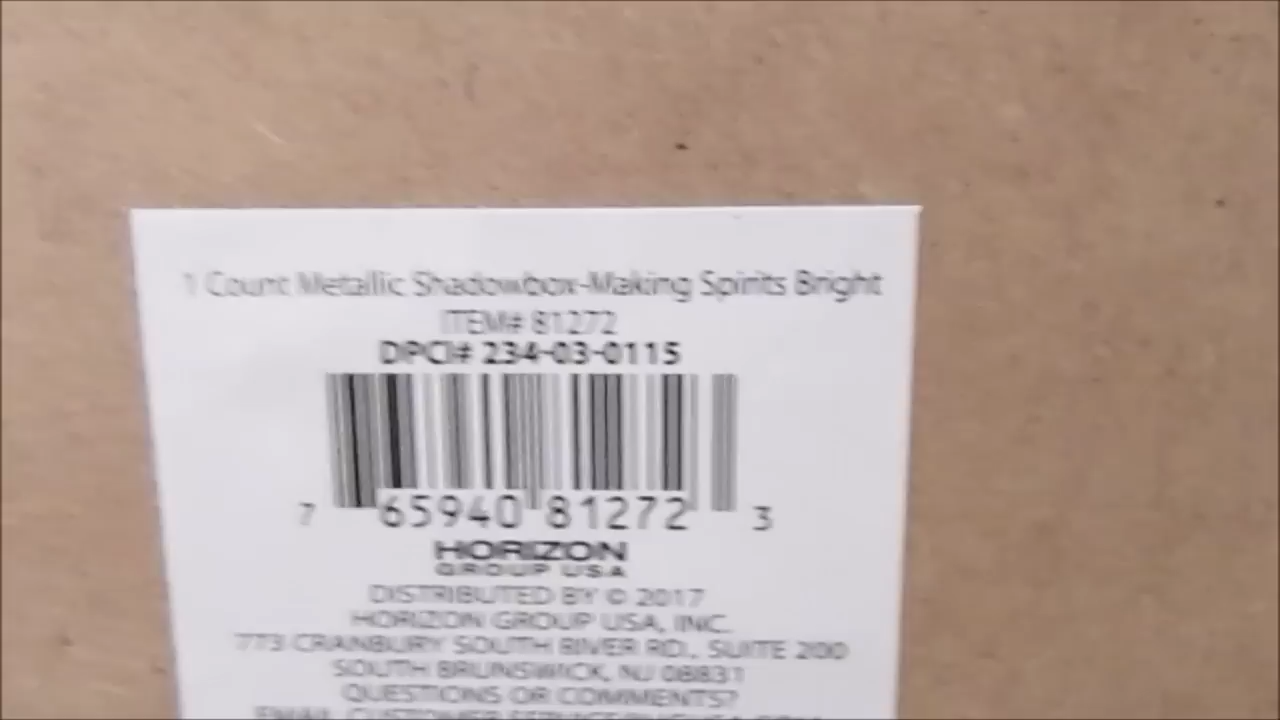 1 Count Metallic Shadowbox-Making Spirits Bright
ITEM# 81272
DPCI# 234-03-0115
7 65940 81272 3
HORIZON
GROUP USA
DISTRIBUTED BY © 2017
HORIZON GROUP USA, INC.
773 CRANBURY SOUTH RIVER RD., SUITE 200
SOUTH BRUNSWICK, NJ 08831
QUESTIONS OR COMMENTS?
EMAIL